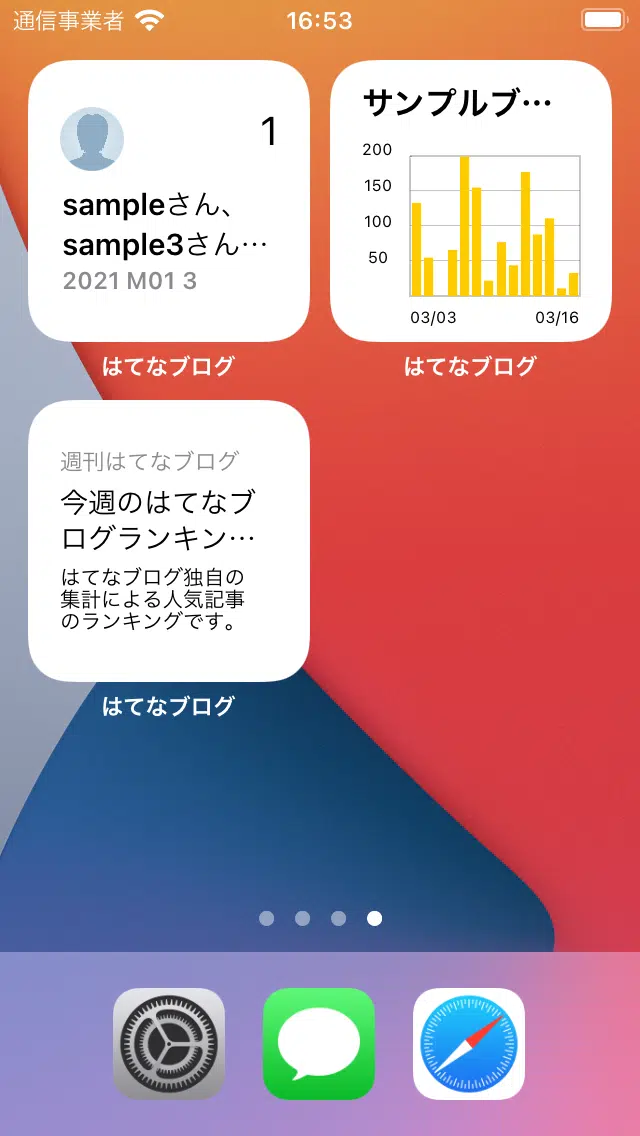 通信事業者 16:53
1
sampleさん、
sample3さん…
2021 M01 3
はてなブログ
サンプルブ…
200
150
100
50
03/03 03/16
はてなブログ
週刊はてなブログ
今週のはてなブ
ログランキン…
はてなブログ独自の
集計による人気記事
のランキングです。
はてなブログ